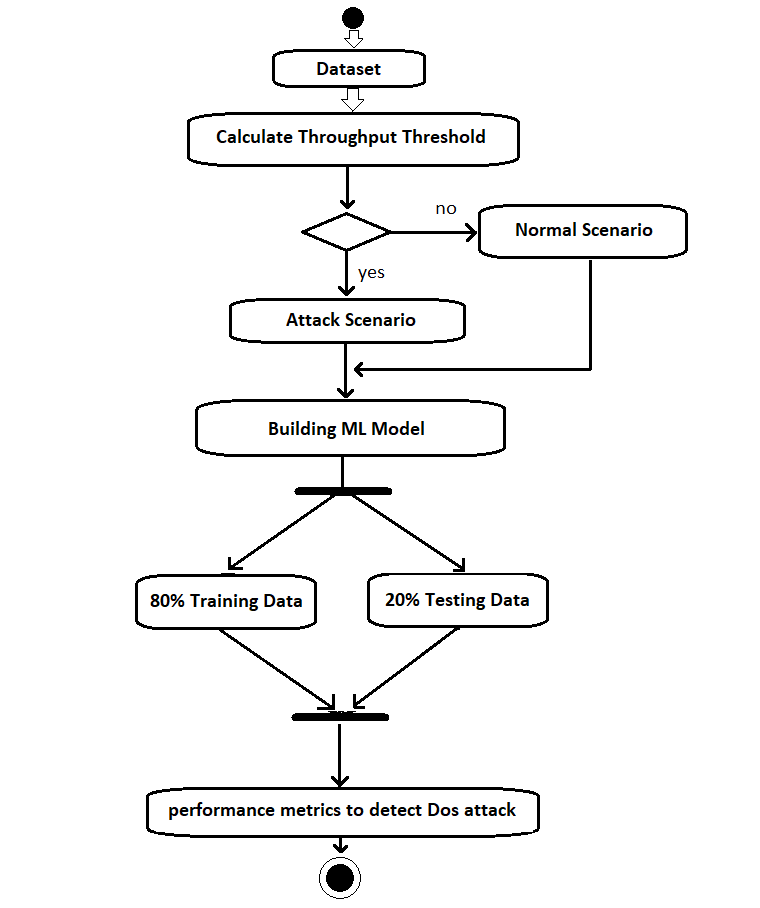 Dataset
Calculate Throughput Threshold
no
Normal Scenario
yes
Attack Scenario
Building ML Model
80% Training Data
20% Testing Data
performance metrics to detect Dos attack